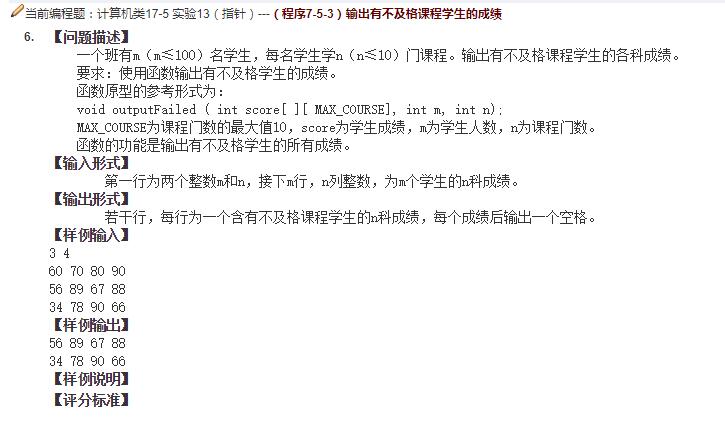 当前编程题：计算机类17-5 实验13（指针）---（程序7-5-3）输出有不及格课程学生的成绩
6. 【问题描述】
一个班有m（m≤100）名学生，每名学生学n（n≤10）门课程。输出有不及格课程学生的各科成绩。
要求：使用函数输出有不及格学生的成绩。
函数原型的参考形式为：
void outputFailed ( int score[ ][ MAX_COURSE], int m, int n);
MAX_COURSE为课程门数的最大值10，score为学生成绩，m为学生人数，n为课程门数。
函数的功能是输出有不及格学生的所有成绩。
【输入形式】
第一行为两个整数m和n，接下m行，n列整数，为m个学生的n科成绩。
【输出形式】
若干行，每行为一个含有不及格课程学生的n科成绩，每个成绩后输出一个空格。
【样例输入】
3 4
60 70 80 90
56 89 67 88
34 78 90 66
【样例输出】
56 89 67 88
34 78 90 66
【样例说明】
【评分标准】